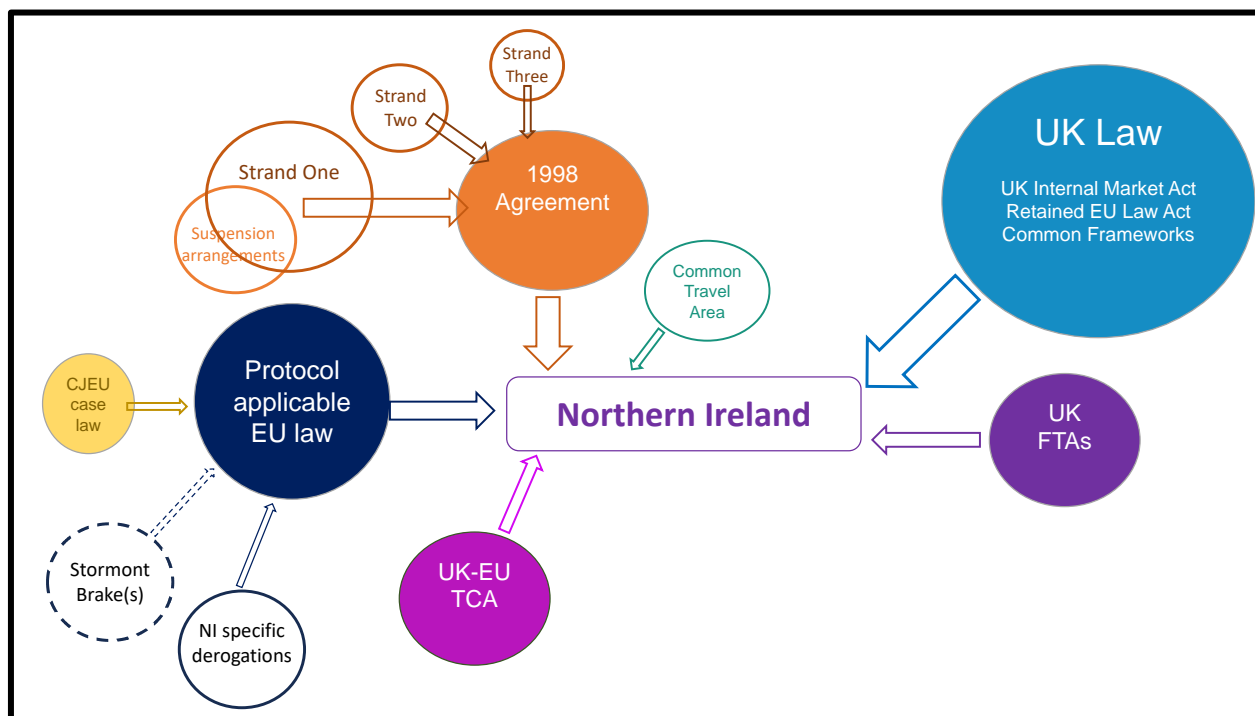 Strand
Three
Strand
Two
Strand One
Suspension
arrangements
1998
Agreement
UK Law
UK Internal Market Act
Retained EU Law Act
Common Frameworks
Common
Travel
Area
CJEU
case
law
Protocol
applicable
EU law
Northern Ireland
UK
FTAs
Stormont
Brake(s)
NI specific
derogations
UK-EU
TCA